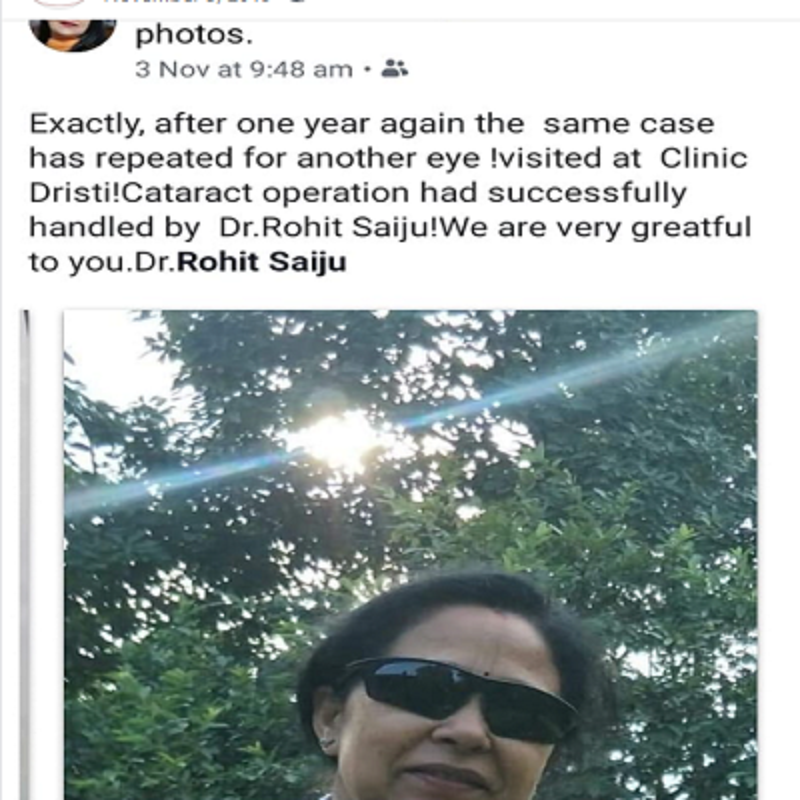 photos.
3 Nov at 9:48 am •
Exactly, after one year again the same case
has repeated for another eye !visited at Clinic
Dristi!Cataract operation had successfully
handled by Dr.Rohit Saiju!We are very greatful
to you.Dr.Rohit Saiju